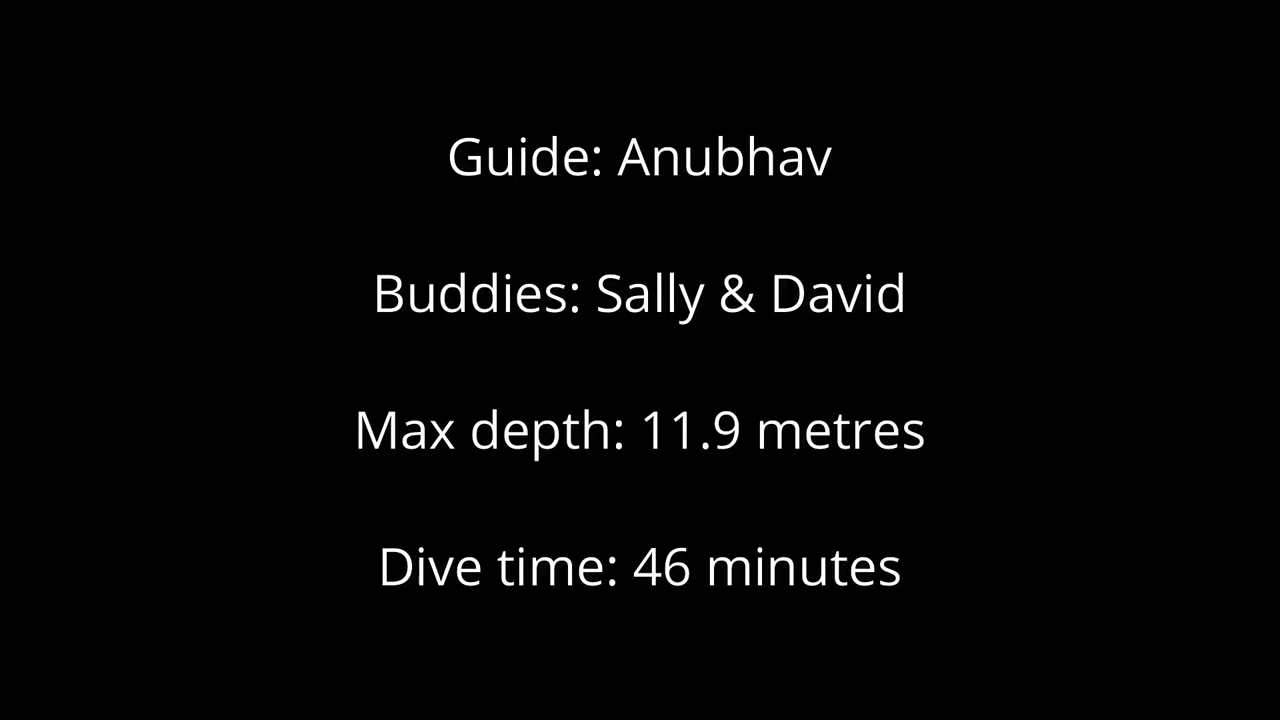 Guide: Anubhav
Buddies: Sally & David
Max depth: 11.9 metres
Dive time: 46 minutes